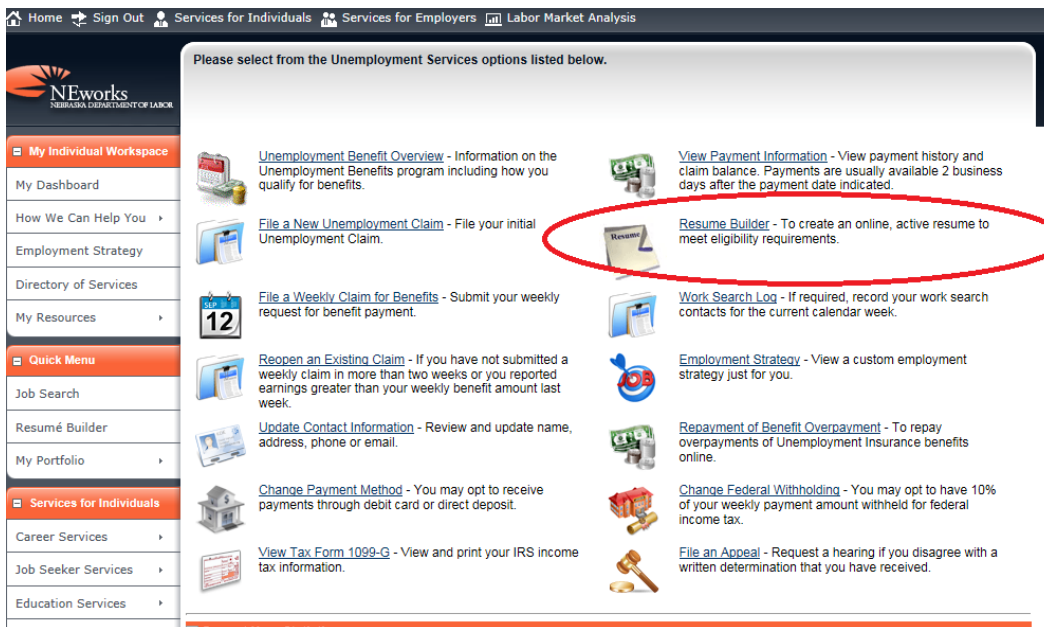 Home Sign Out Services for Individuals Services for Employers Labor Market Analysis
NEworks
NEBRASKA DEPARTMENT OF LABOR
My Individual Workspace
My Dashboard
How We Can Help You
Employment Strategy
Directory of Services
My Resources
Quick Menu
Job Search
Resumé Builder
My Portfolio
Services for Individuals
Career Services
Job Seeker Services
Education Services
Please select from the Unemployment Services options listed below.
Unemployment Benefit Overview - Information on the
Unemployment Benefits program including how you
qualify for benefits.
View Payment Information - View payment history and
claim balance. Payments are usually available 2 business
days after the payment date indicated.
File a New Unemployment Claim - File your initial
Unemployment Claim.
Resume
Resume Builder - To create an online, active resume to
meet eligibility requirements.
SEP
12
File a Weekly Claim for Benefits - Submit your weekly
request for benefit payment.
Work Search Log - If required, record your work search
contacts for the current calendar week.
Reopen an Existing Claim - If you have not submitted a
weekly claim in more than two weeks or you reported
earnings greater than your weekly benefit amount last
week.
JOB
Employment Strategy - View a custom employment
strategy just for you.
Update Contact Information - Review and update name,
address, phone or email.
Repayment of Benefit Overpayment - To repay
overpayments of Unemployment Insurance benefits
online.
Change Payment Method - You may opt to receive
payments through debit card or direct deposit.
Change Federal Withholding - You may opt to have 10%
of your weekly payment amount withheld for federal
income tax.
View Tax Form 1099-G - View and print your IRS income
tax information.
File an Appeal - Request a hearing if you disagree with a
written determination that you have received.